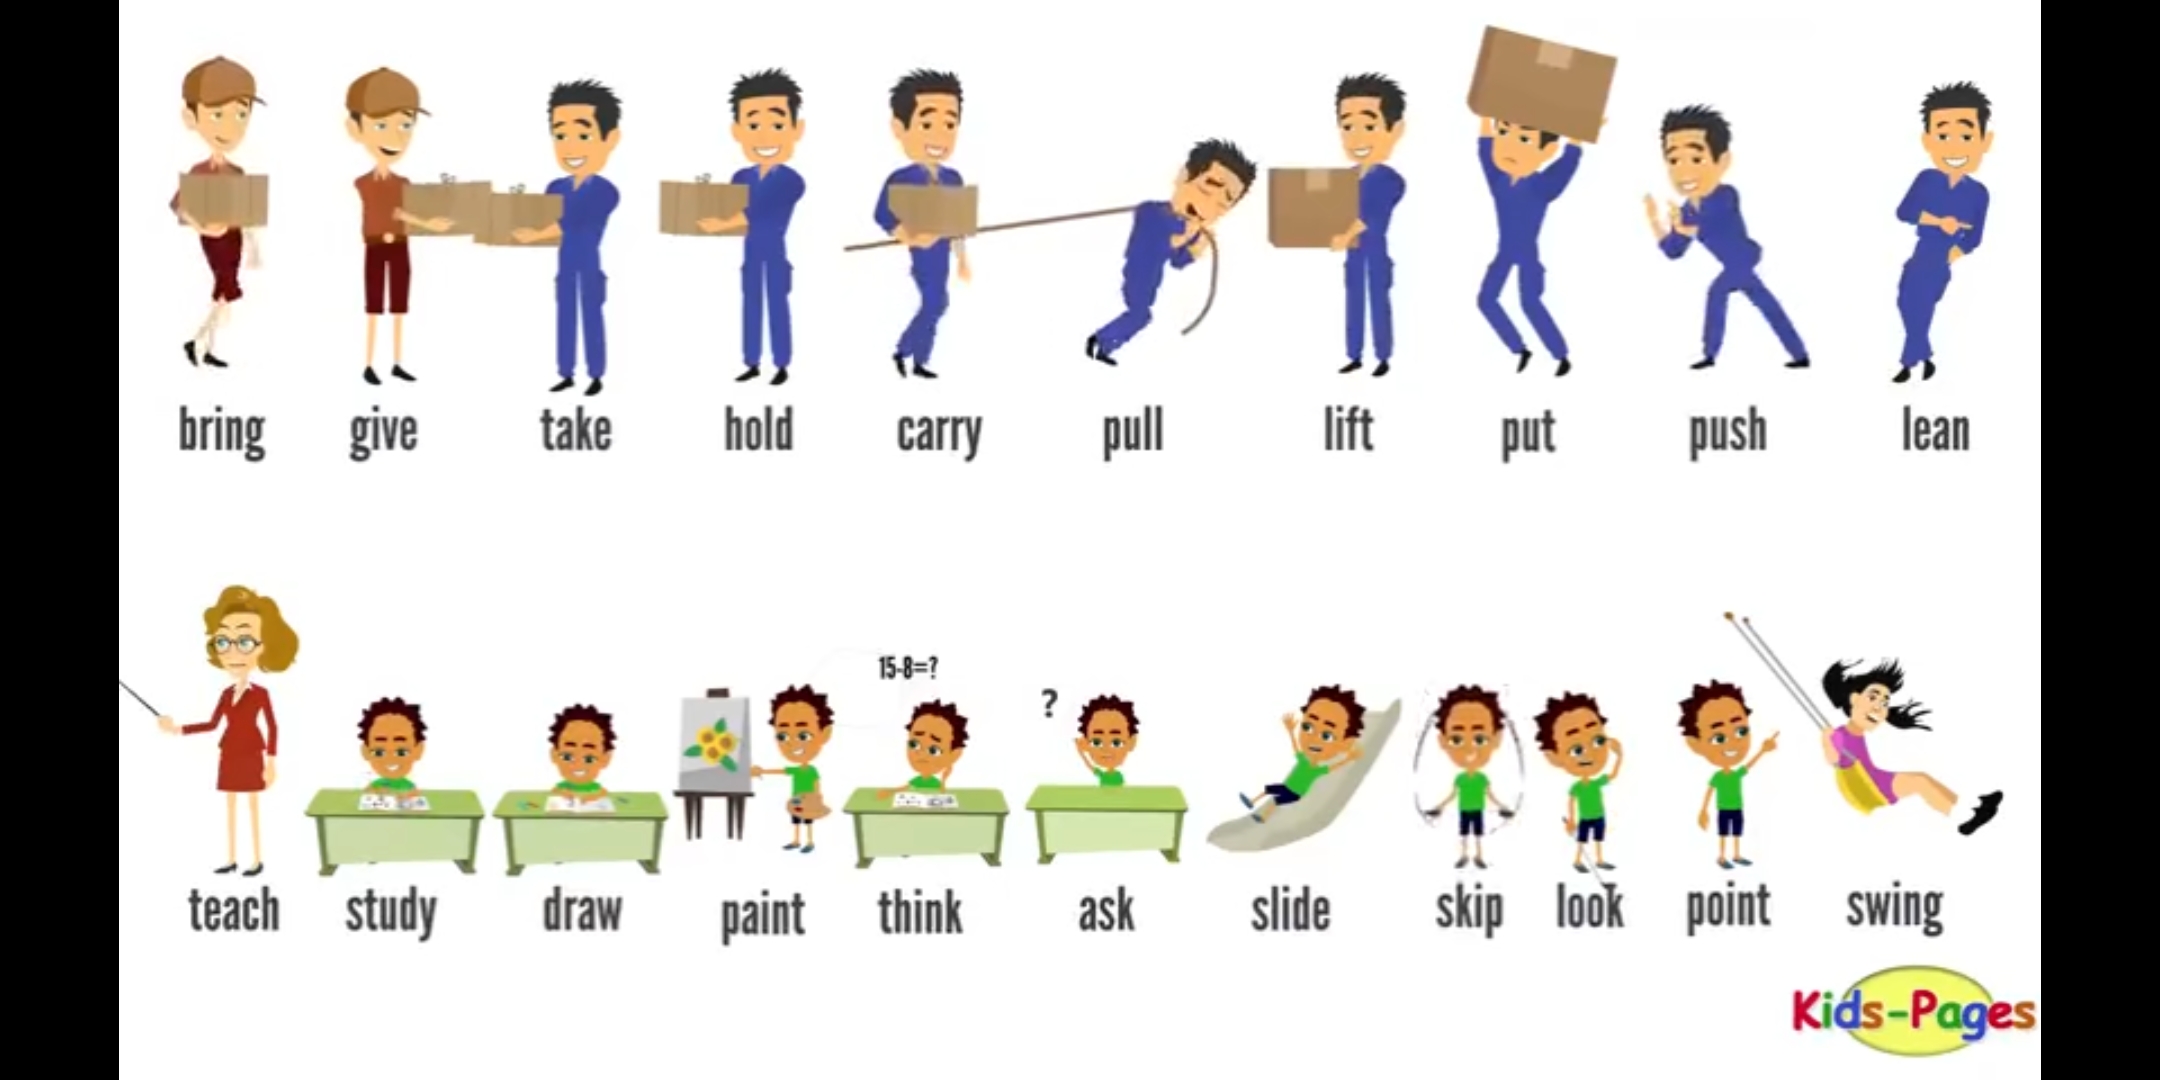 bring give take hold carry pull lift put push lean
15-8=?
?
teach study draw paint think ask slide skip look point swing
Kids-Pages